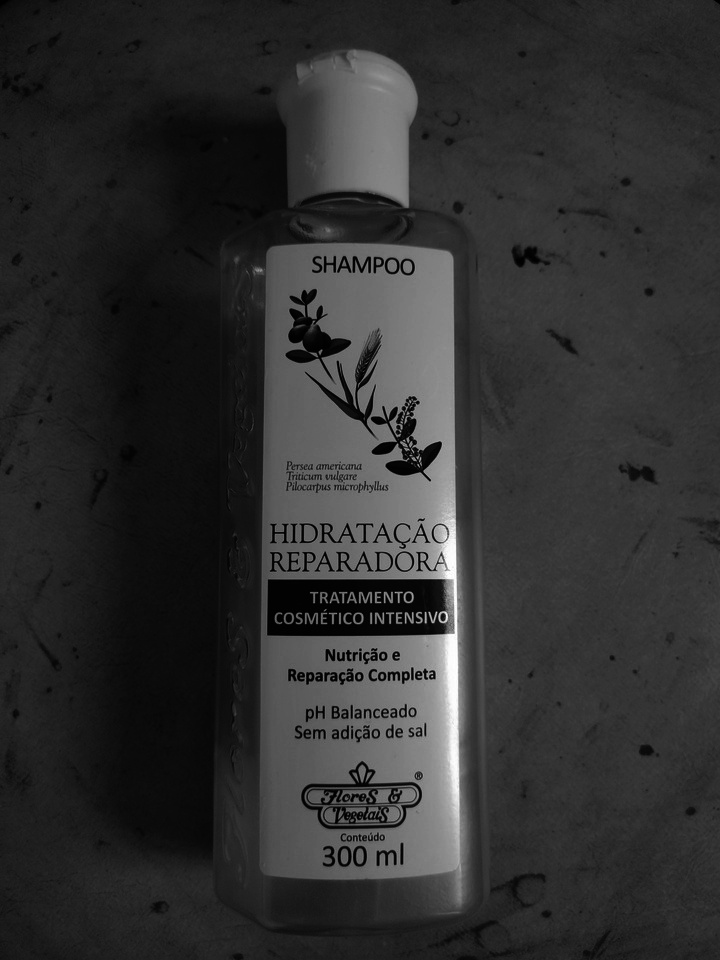 SHAMPOO
Persea americana
Triticum vulgare
Pilocarpus microphyllus
HIDRATAÇÃO
REPARADORA
TRATAMENTO
COSMÉTICO INTENSIVO
Nutrição e
Reparação Completa
pH Balanceado
Sem adição de sal
Flores &
Vegetais
®
Conteúdo
300 ml